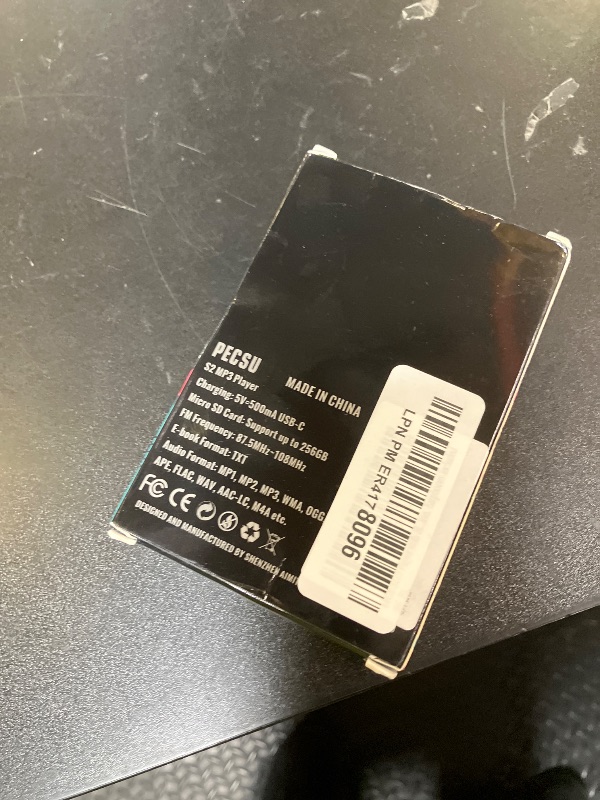 PECSU
S2 MP3 Player
MADE IN CHINA
Charging: 5V=500mA USB-C
Micro SD Card: Support up to 256GB
FM Frequency: 87.5MHz~108MHz
E-book Format: TXT
Audio Format: MP1, MP2, MP3, WMA, OGG
APE, FLAC, WAV, AAC-LC, M4A etc.
FC CE
DESIGNED AND MANUFACTURED BY SHENZHEN
LPN PM ER4178096